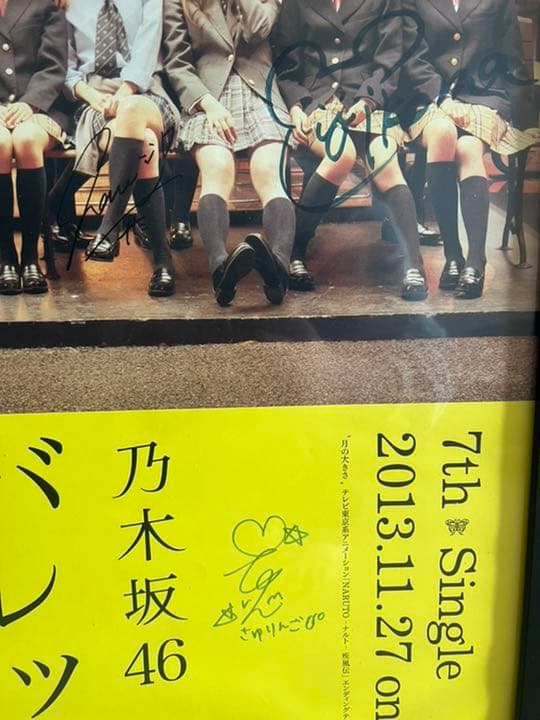 7th Single
2013.11.27 on
“月の大きさ” テレビ東京系アニメーション「NARUTO -ナルト- 疾風伝」エンディングテ
さゆりんご
乃木坂46
バレッ